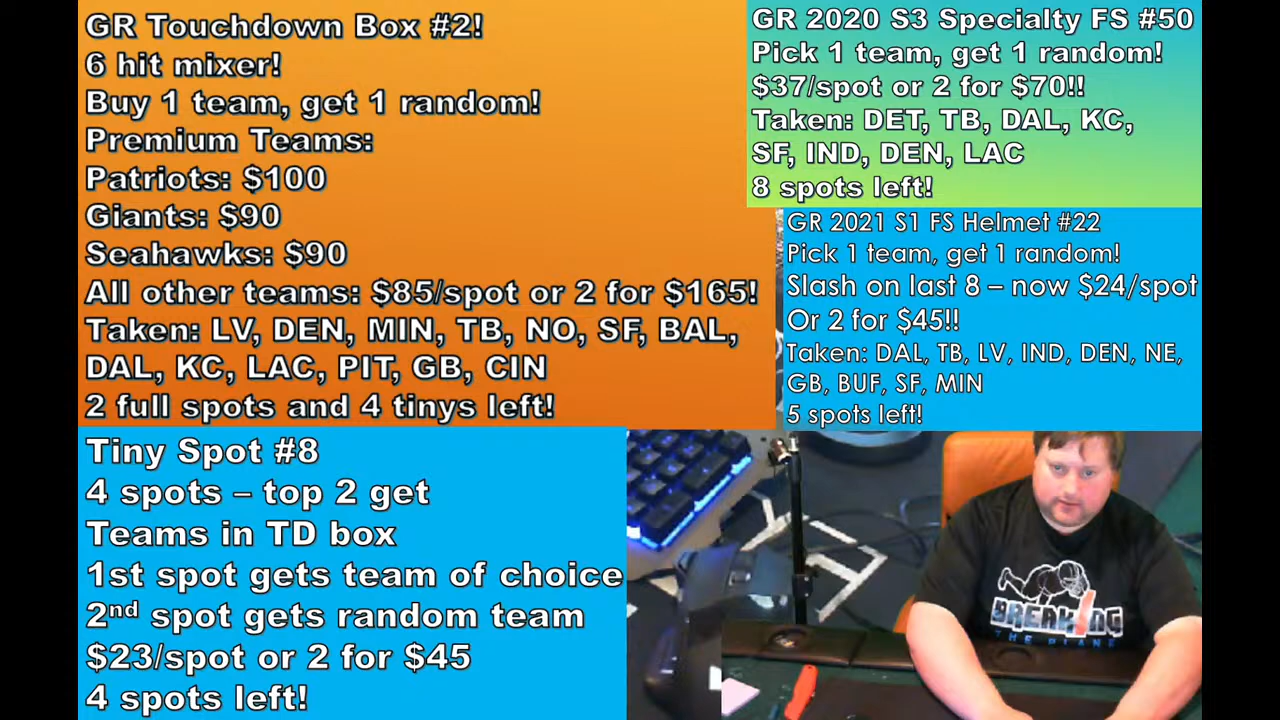 GR Touchdown Box #2!
6 hit mixer!
Buy 1 team, get 1 random!
Premium Teams:
Patriots: $100
Giants: $90
Seahawks: $90
All other teams: $85/spot or 2 for $165!
Taken: LV, DEN, MIN, TB, NO, SF, BAL,
DAL, KC, LAC, PIT, GB, CIN
2 full spots and 4 tinys left!
GR 2020 S3 Specialty FS #50
Pick 1 team, get 1 random!
$37/spot or 2 for $70!!
Taken: DET, TB, DAL, KC,
SF, IND, DEN, LAC
8 spots left!
GR 2021 S1 FS Helmet #22
Pick 1 team, get 1 random!
Slash on last 8 – now $24/spot
Or 2 for $45!!
Taken: DAL, TB, LV, IND, DEN, NE,
GB, BUF, SF, MIN
5 spots left!
Tiny Spot #8
4 spots – top 2 get
Teams in TD box
1st spot gets team of choice
2nd spot gets random team
$23/spot or 2 for $45
4 spots left!
BREAKING
THE PLANE